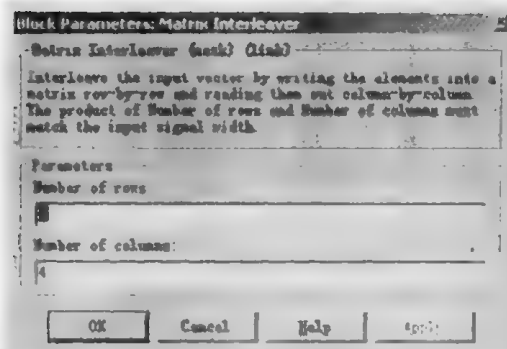 Block Parameters: Matrix Interleaver
Matrix Interleaver (mask) (link)
Interleave the input vector by writing the elements into a
matrix row-by-row and reading them out column-by-column.
The product of Number of rows and Number of columns must
match the input signal width.
Parameters
Number of rows
Number of columns:
4
OK
Cancel
Help
Apply